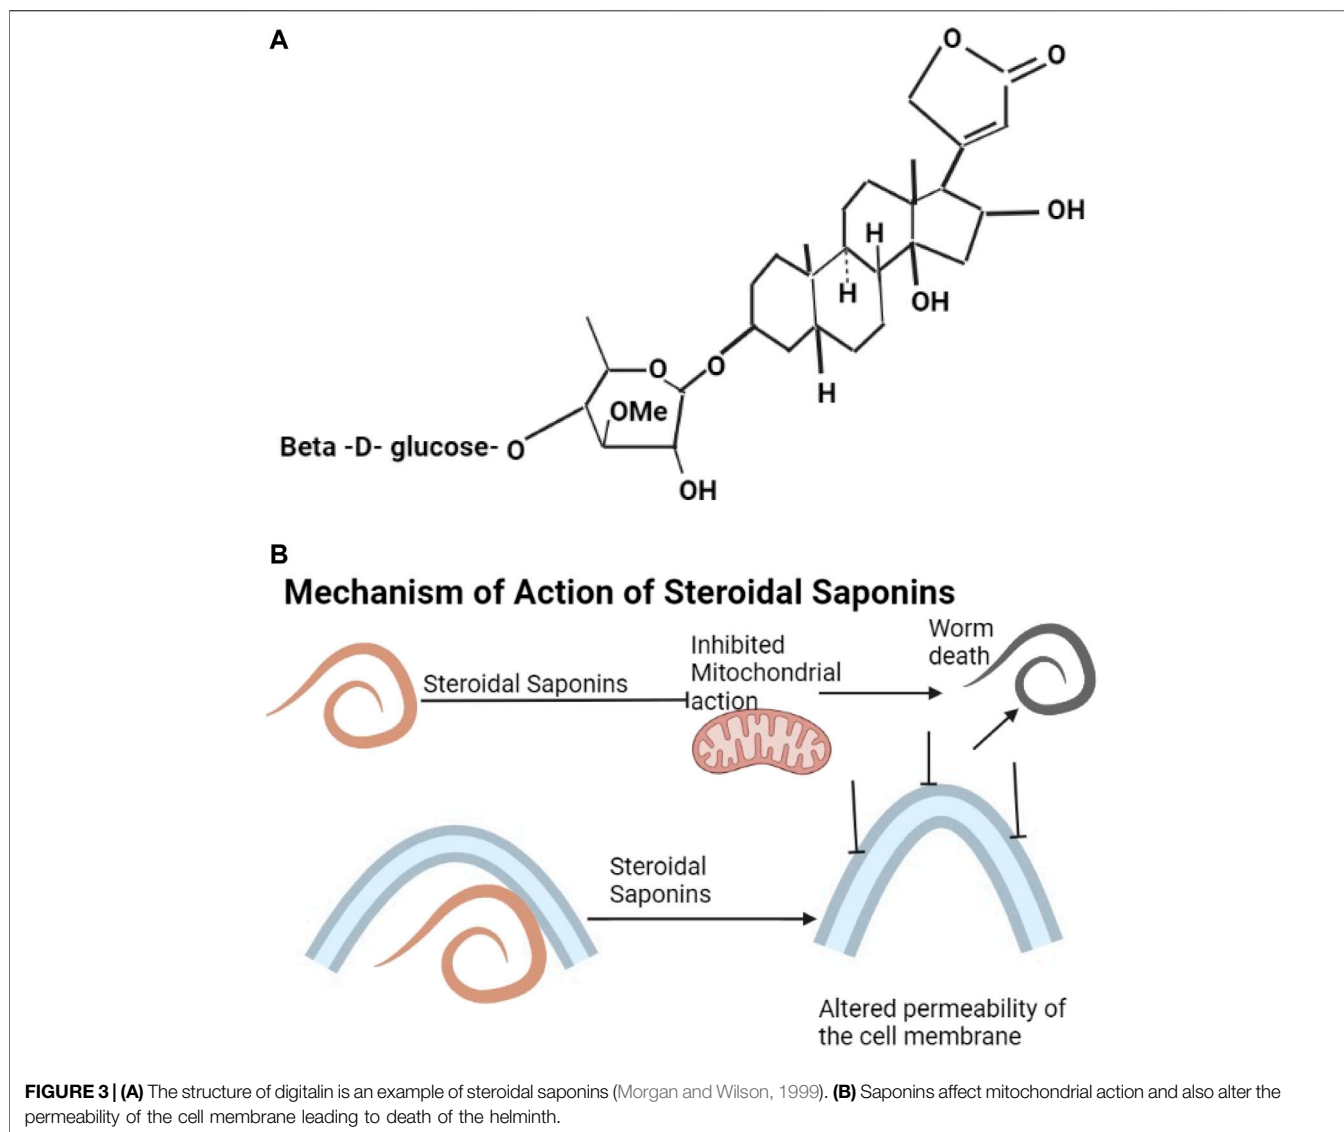 A
O
O
OH
H
H
OH
O
O
H
OMe
Beta -D- glucose- O
OH
B
Mechanism of Action of Steroidal Saponins
Worm
death
Inhibited
Mitochondrial
action
Steroidal Saponins
Steroidal
Saponins
Altered permeability of
the cell membrane
FIGURE 3 | (A) The structure of digitalin is an example of steroidal saponins (Morgan and Wilson, 1999). (B) Saponins affect mitochondrial action and also alter the
permeability of the cell membrane leading to death of the helminth.